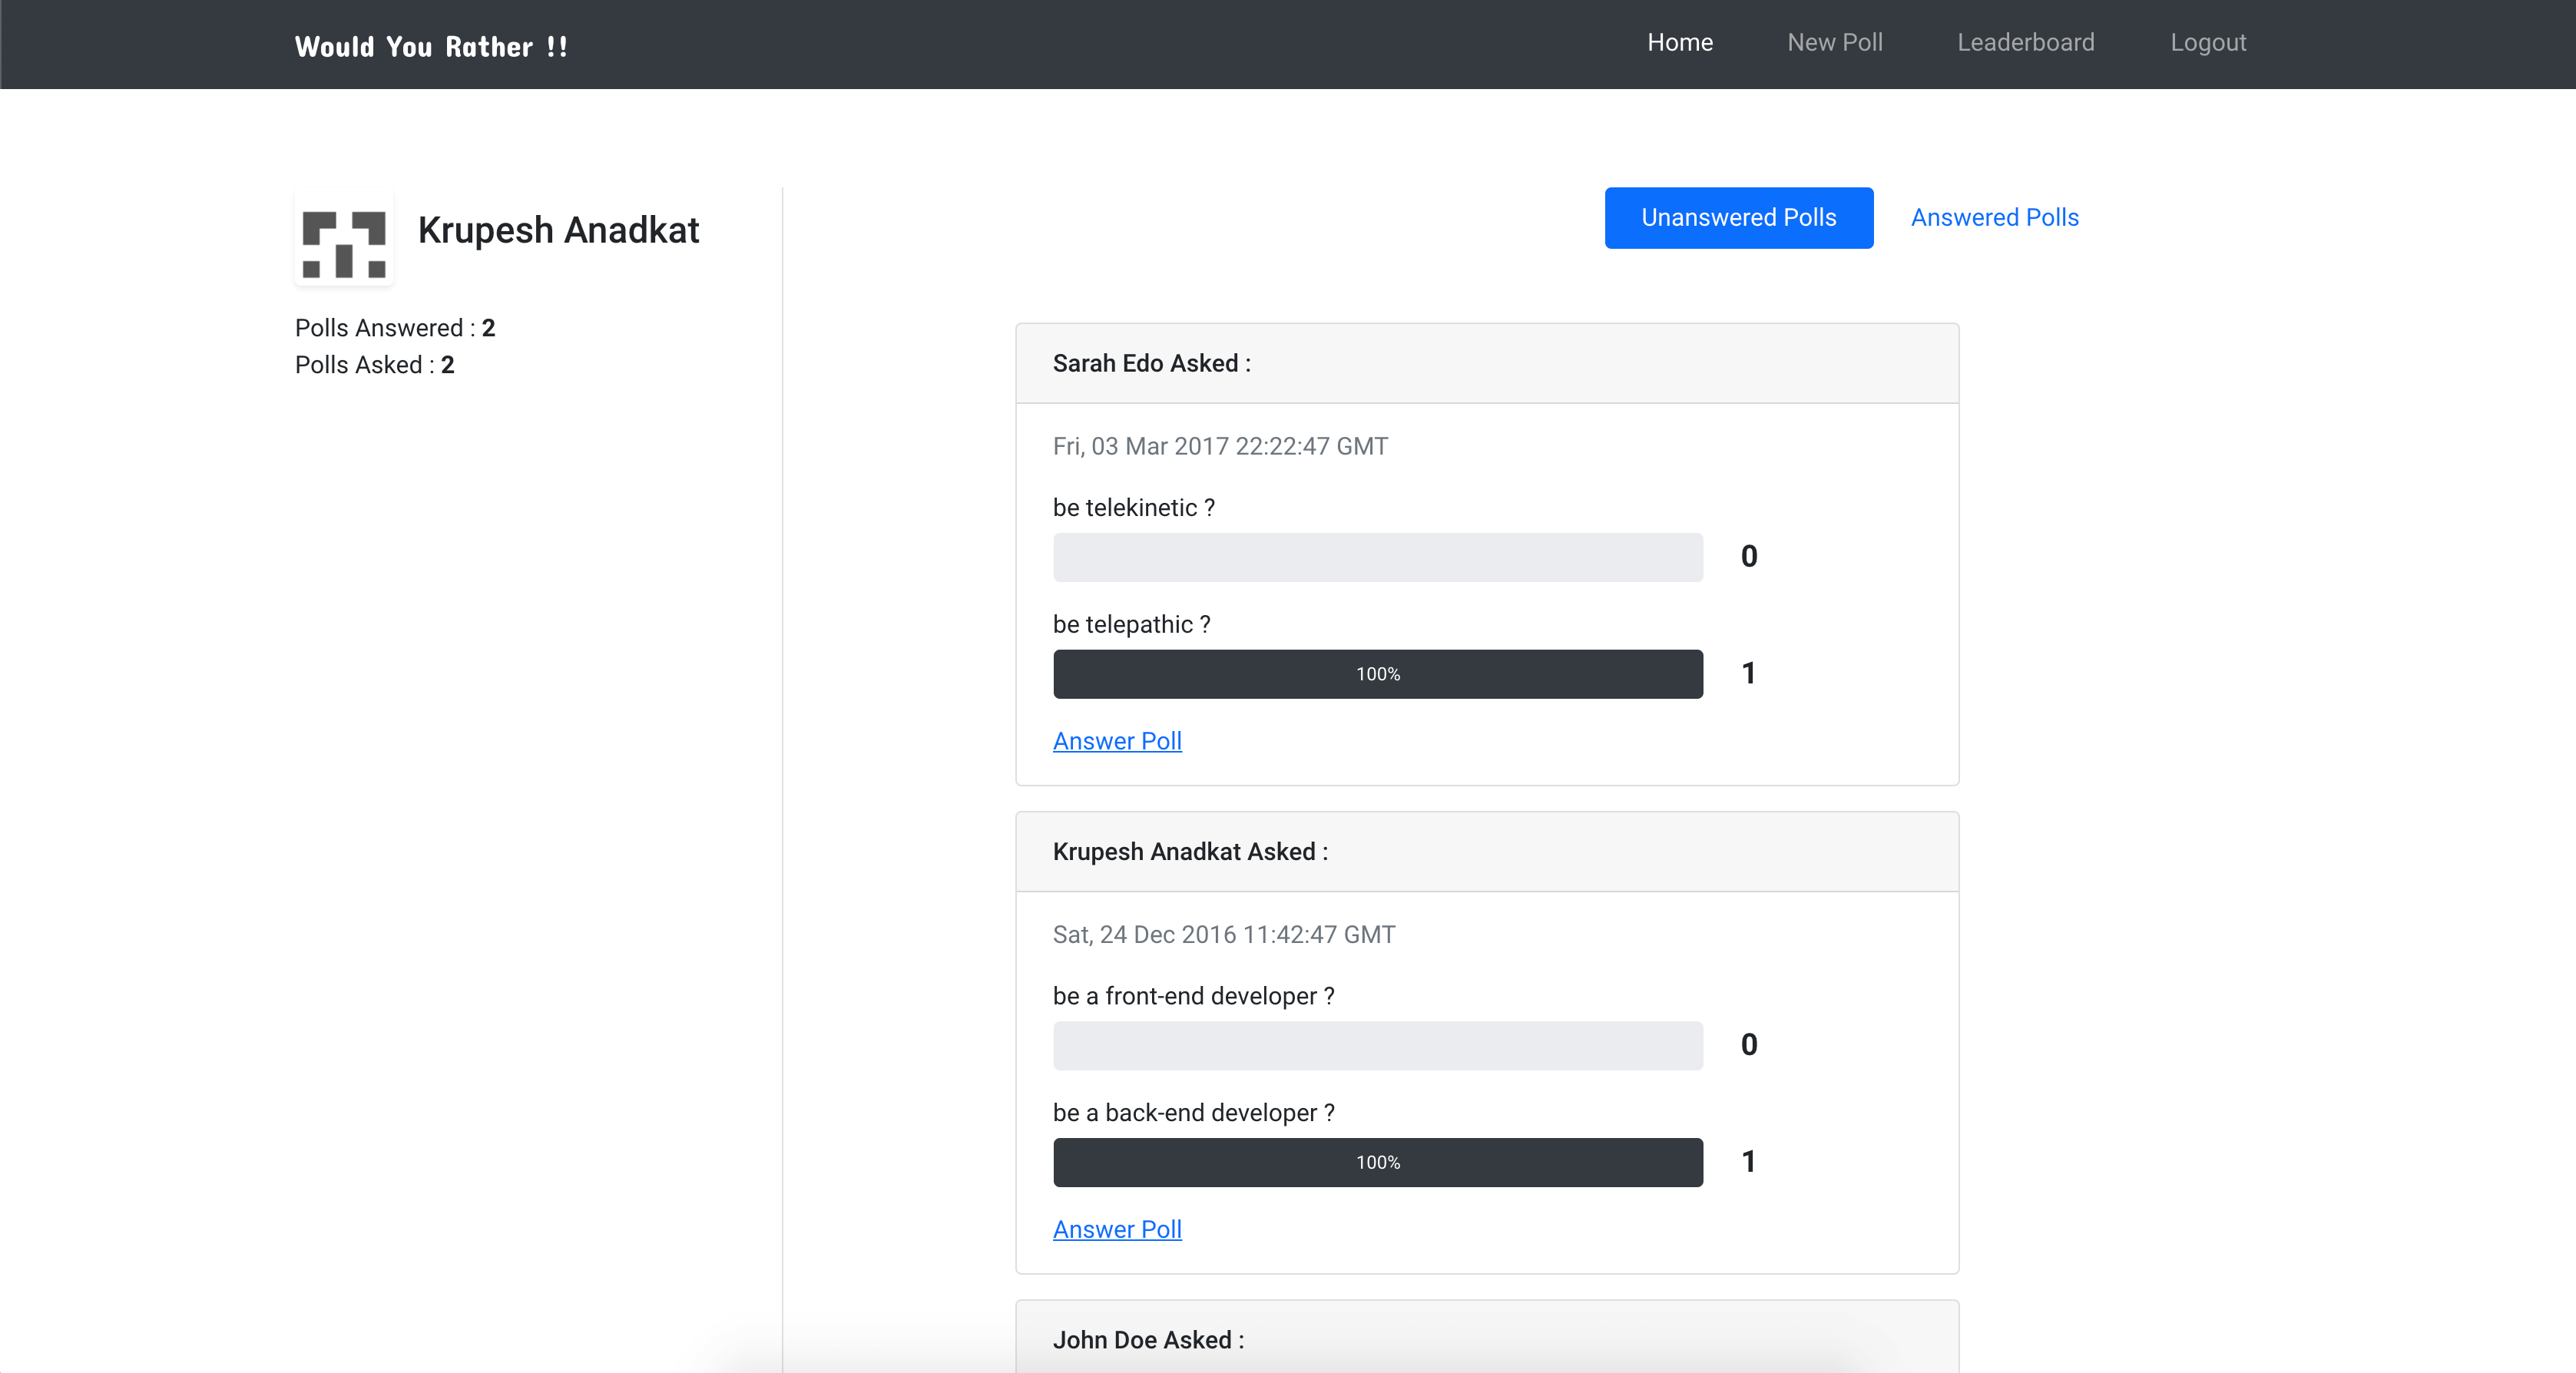 Would You Rather !!
Home
New Poll
Leaderboard
Logout
Krupesh Anadkat
Polls Answered : 2
Polls Asked : 2
Unanswered Polls
Answered Polls
Sarah Edo Asked :
Fri, 03 Mar 2017 22:22:47 GMT
be telekinetic ?
0
be telepathic ?
100%
1
Answer Poll
Krupesh Anadkat Asked :
Sat, 24 Dec 2016 11:42:47 GMT
be a front-end developer ?
0
be a back-end developer ?
100%
1
Answer Poll
John Doe Asked :